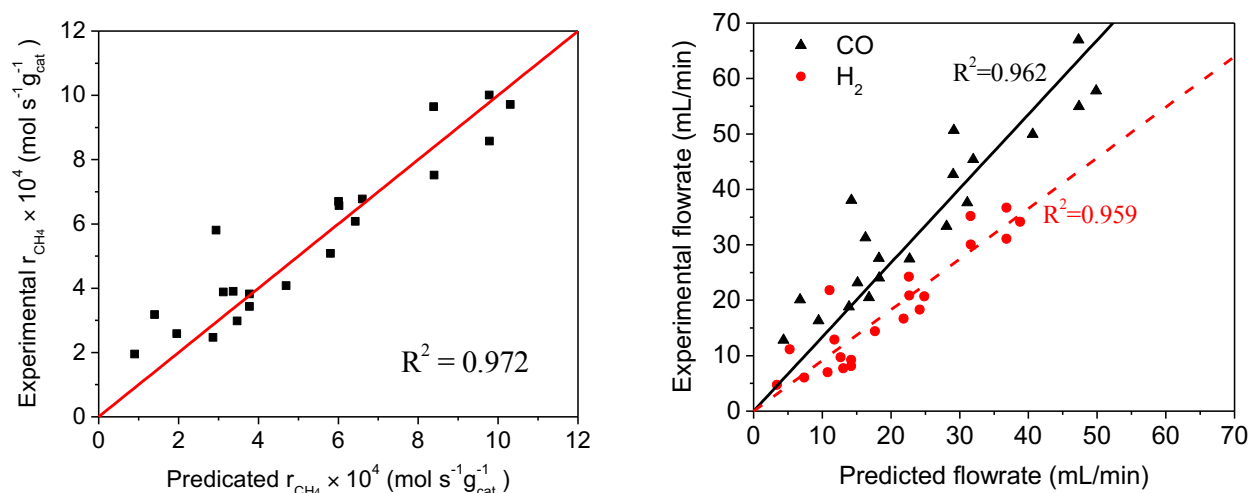 12
10
8
6
4
2
0
0 2 4 6 8 10 12
Experimental r_CH4 × 10^4 (mol s^-1 g_cat^-1)
R^2 = 0.972
Predicated r_CH4 × 10^4 (mol s^-1 g_cat^-1)
70
60
50
40
30
20
10
0
0 10 20 30 40 50 60 70
Experimental flowrate (mL/min)
CO
H_2
R^2=0.962
R^2=0.959
Predicted flowrate (mL/min)